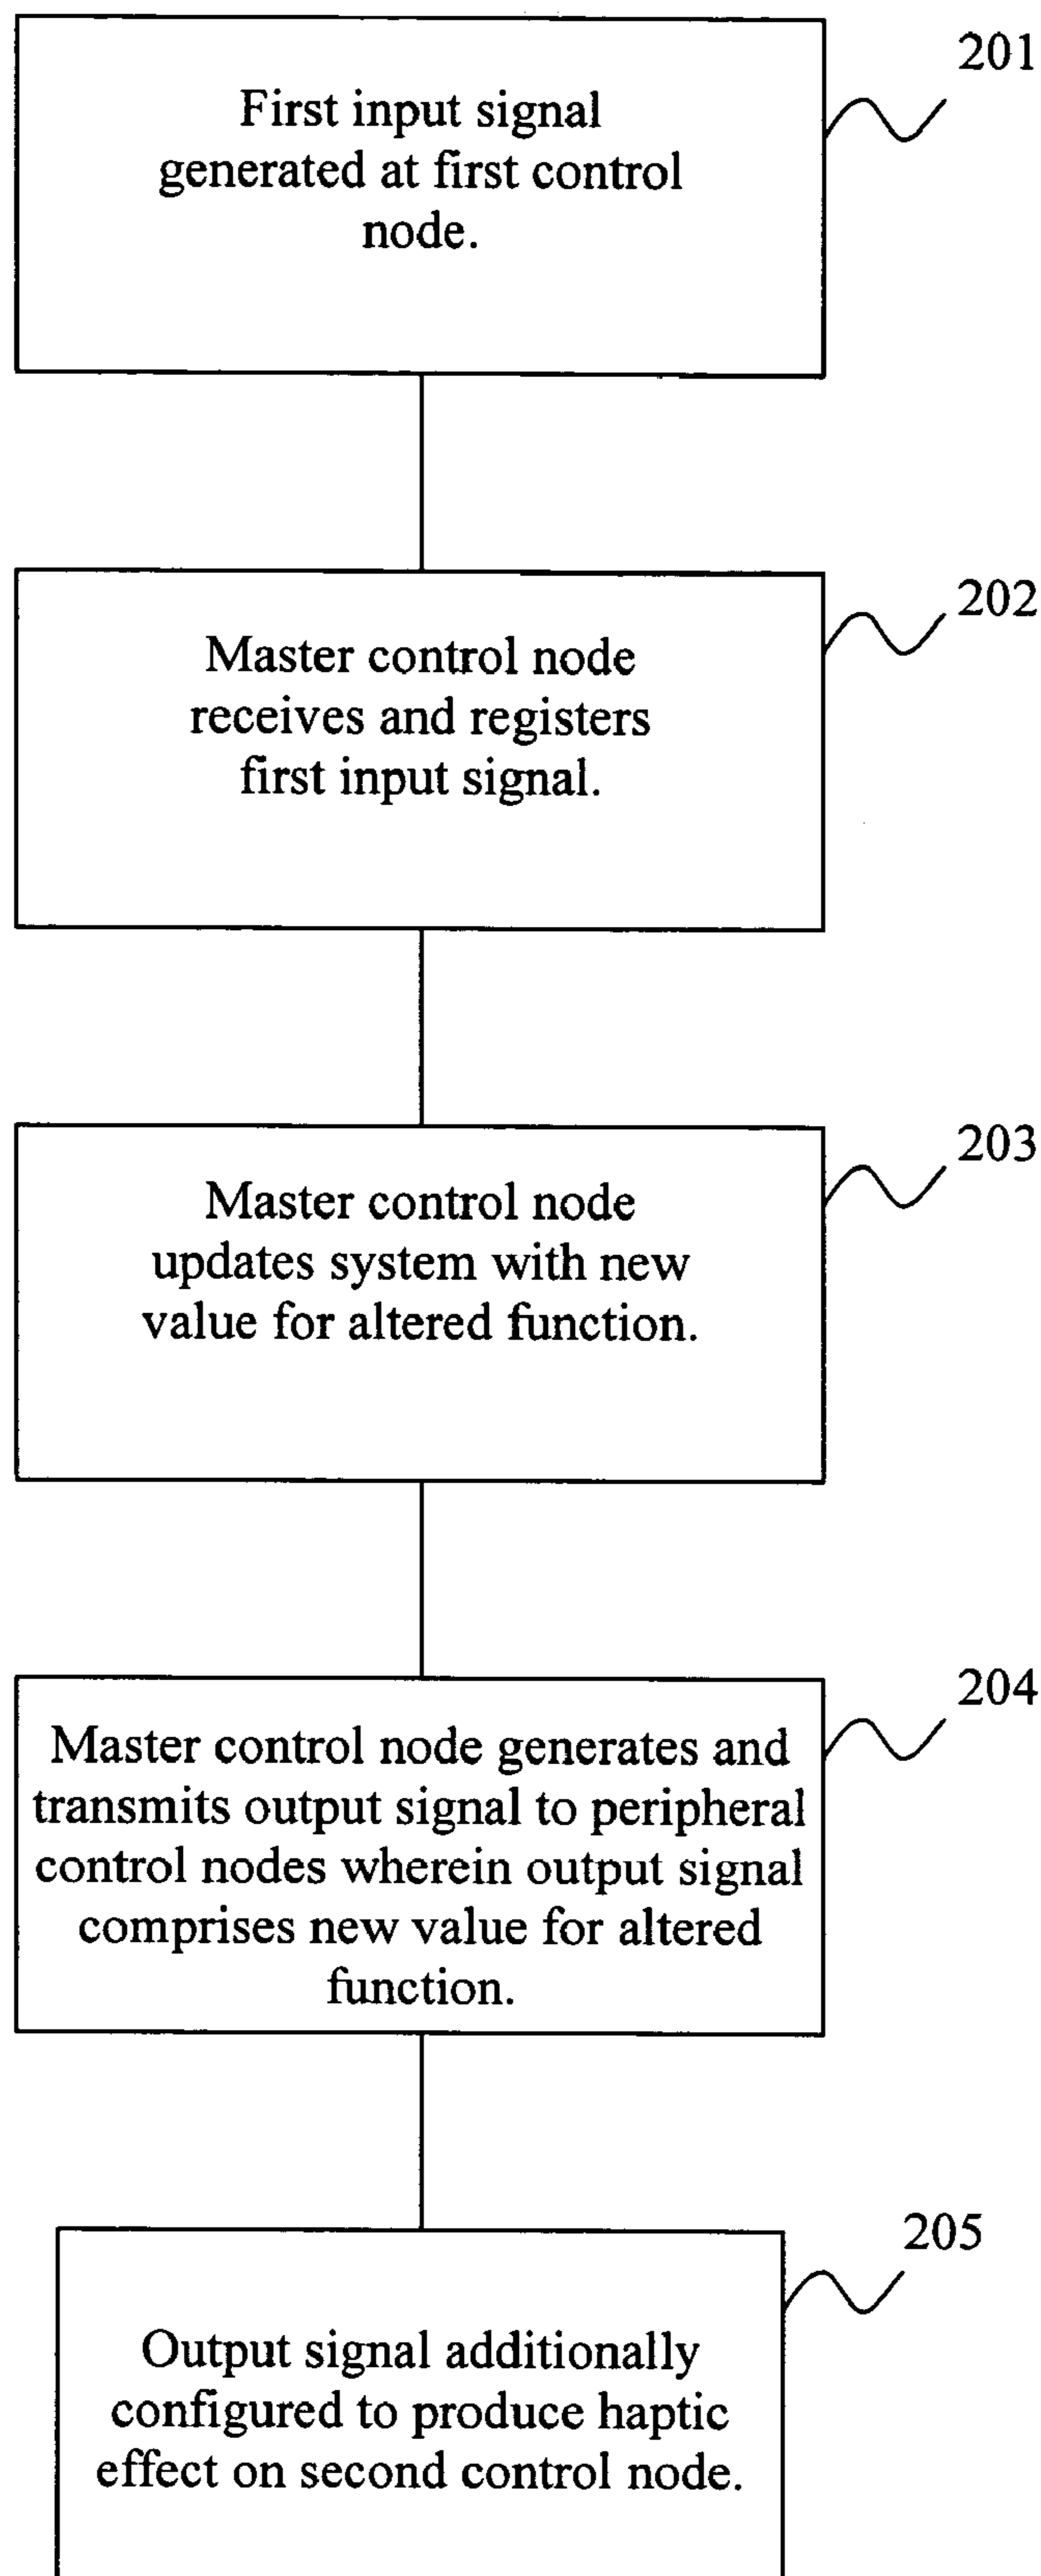 201
First input signal
generated at first control
node.
202
Master control node
receives and registers
first input signal.
203
Master control node
updates system with new
value for altered function.
204
Master control node generates and
transmits output signal to peripheral
control nodes wherein output signal
comprises new value for altered
function.
205
Output signal additionally
configured to produce haptic
effect on second control node.